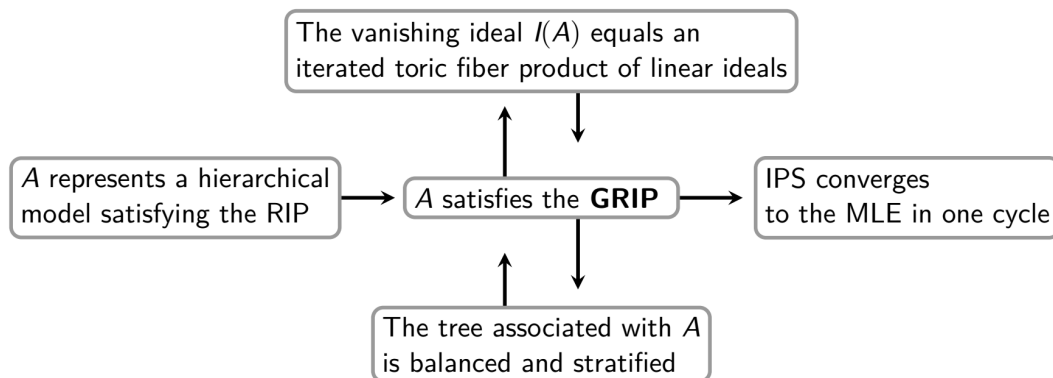 The vanishing ideal I(A) equals an
iterated toric fiber product of linear ideals
A represents a hierarchical
model satisfying the RIP
A satisfies the GRIP
IPS converges
to the MLE in one cycle
The tree associated with A
is balanced and stratified